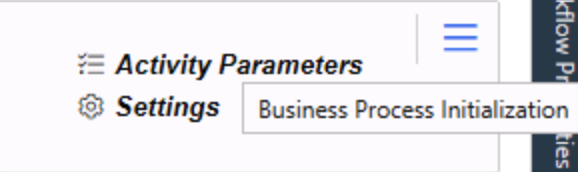 Activity Parameters
Settings
Business Process Initialization